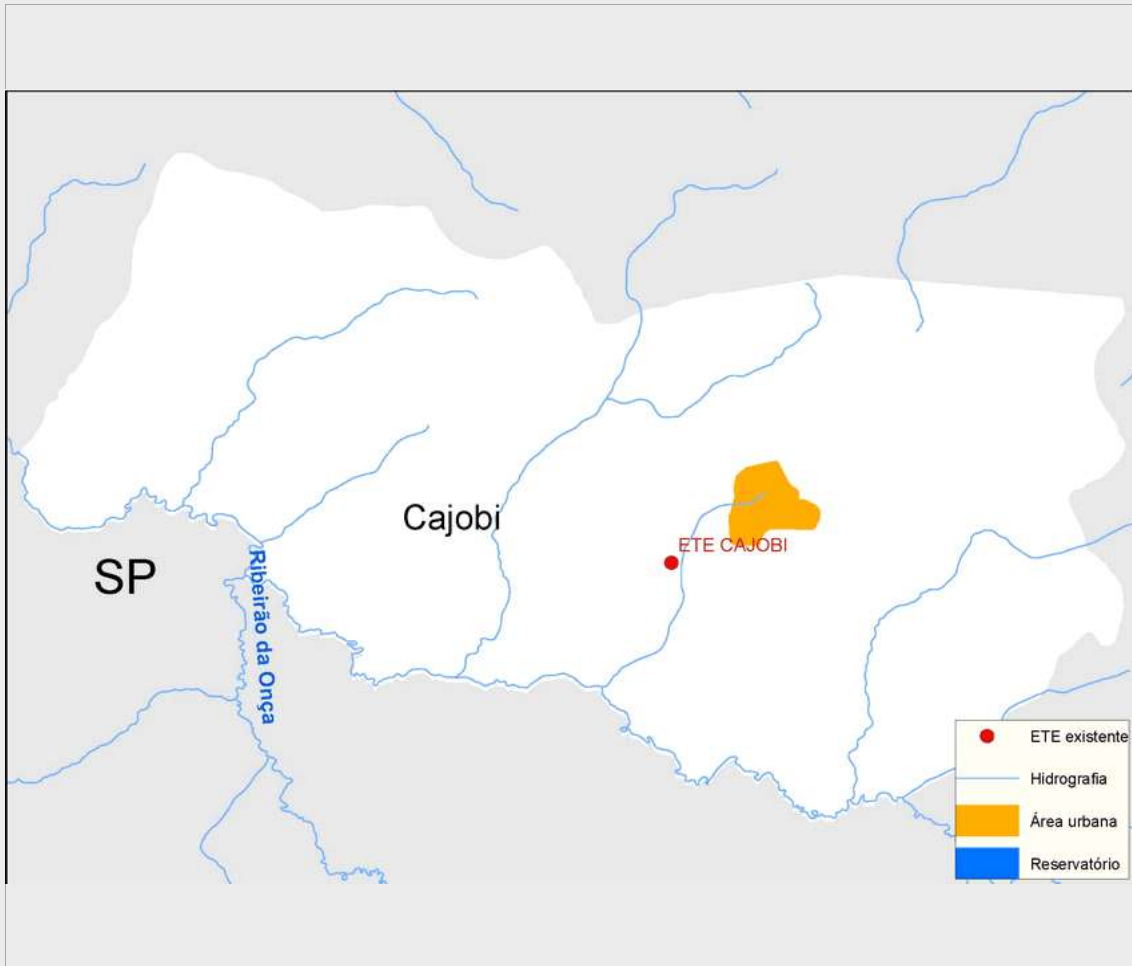 Cajobi
ETE CAJOBI
SP
Ribeirão da Onça
ETE existente
Hidrografia
Área urbana
Reservatório